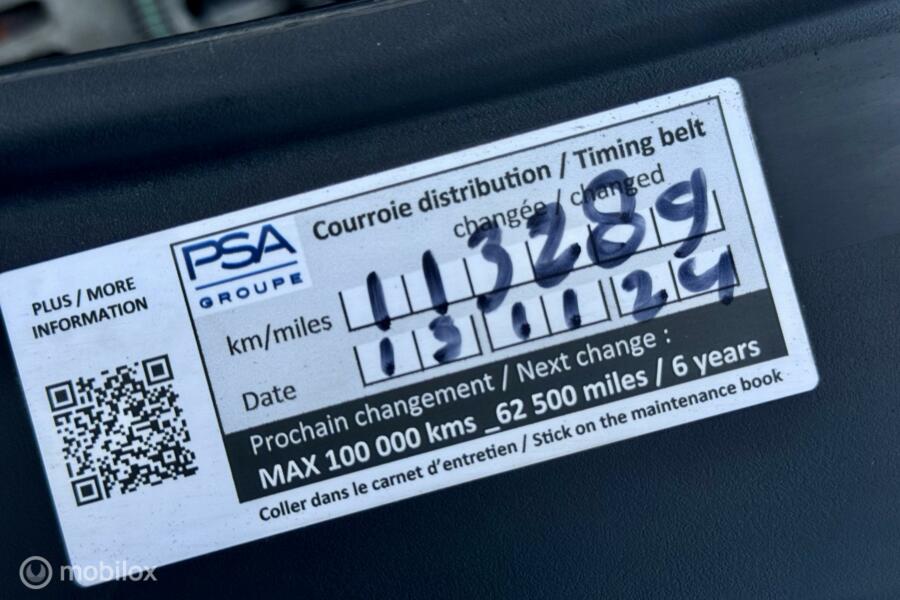 PLUS / MORE
INFORMATION
PSA
GROUPE
Courroie distribution / Timing belt
changée / changed
km/miles 113289
Date 13 11 24
Prochain changement / Next change :
MAX 100 000 kms _62 500 miles / 6 years
Coller dans le carnet d'entretien / Stick on the maintenance book
mobilox